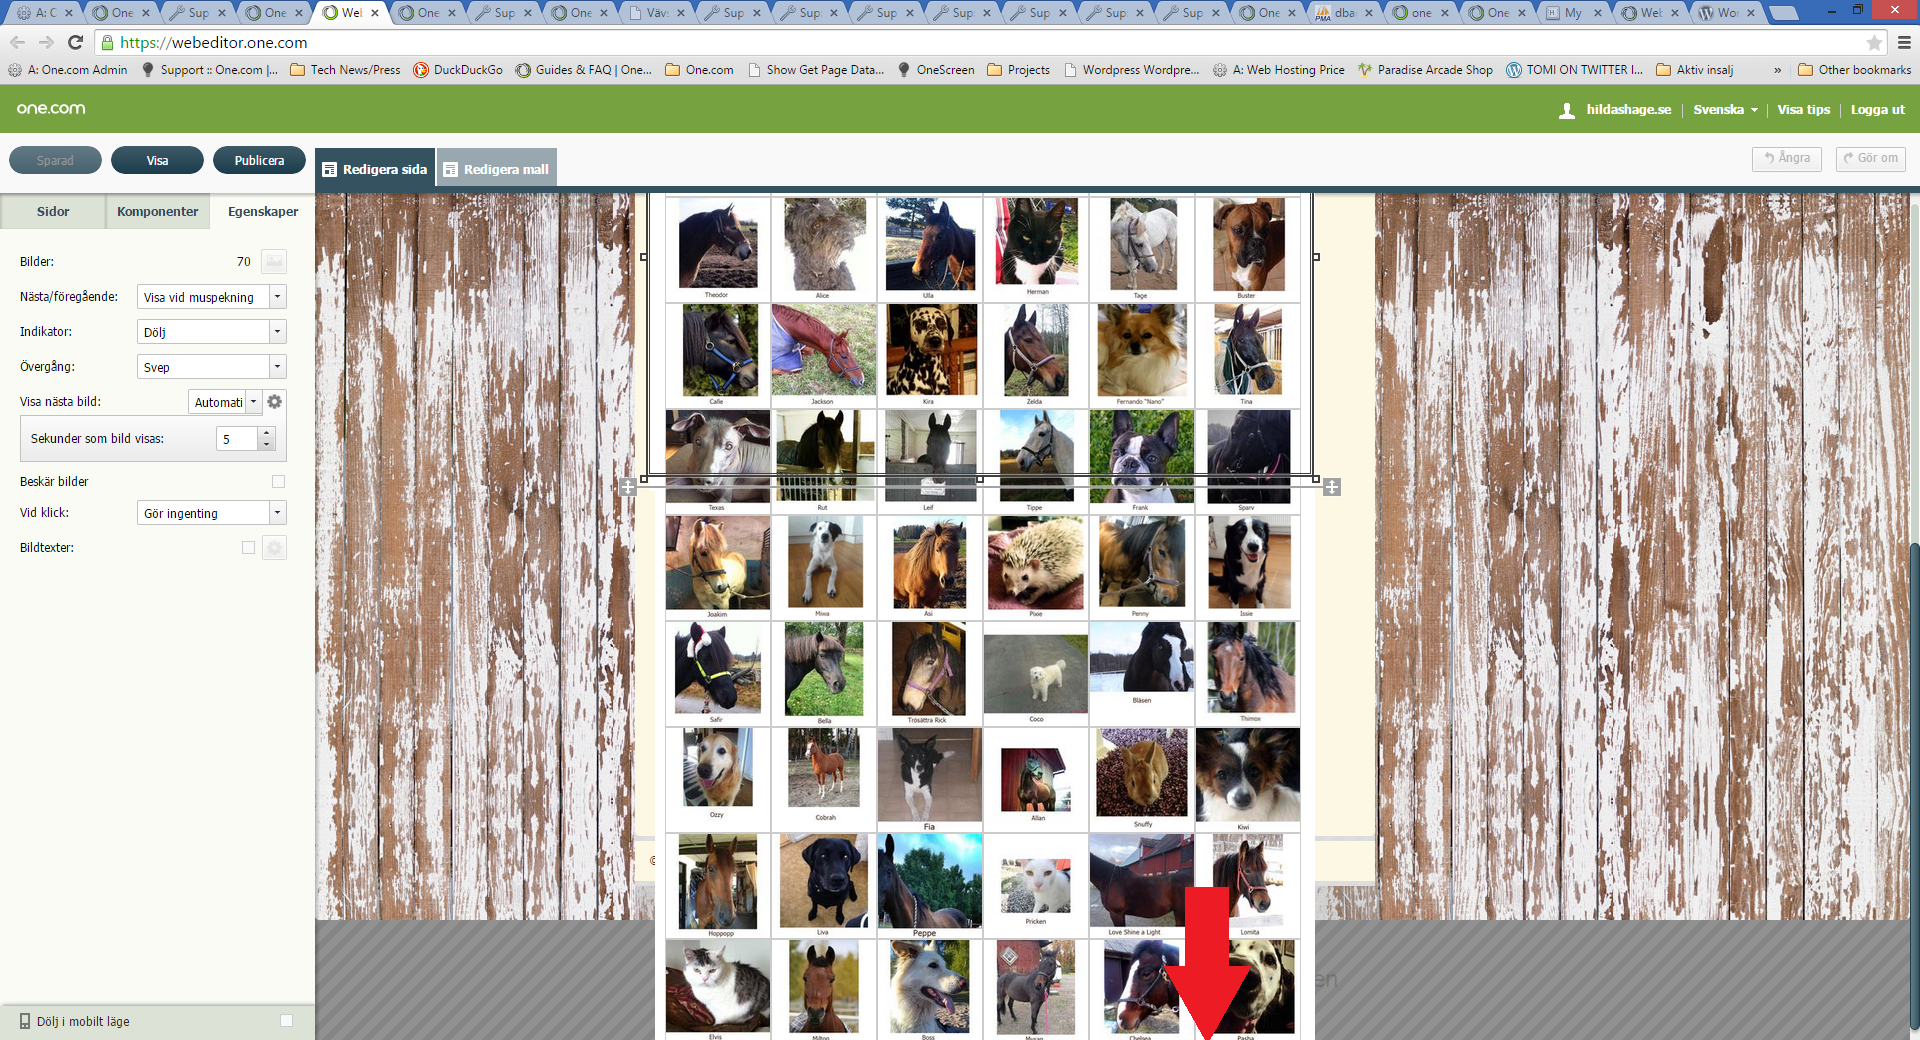 A: C
One
Sup
One
Wel
One
Sup
One
Vävs
Sup
Sup
Sup
Sup
Sup
Sup
Sup
One
dba
one
One
My
Web
Wor
https://webeditor.one.com
A: One.com Admin
Support :: One.com |...
Tech News/Press
DuckDuckGo
Guides & FAQ | One...
One.com
Show Get Page Data...
OneScreen
Projects
Wordpress Wordpre...
A: Web Hosting Price
Paradise Arcade Shop
TOMI ON TWITTER I...
Aktiv insalj
»
Other bookmarks
one.com
hildashage.se | Svenska | Visa tips | Logga ut
Sparad
Visa
Publicera
Redigera sida
Redigera mall
Ångra
Gör om
Sidor
Komponenter
Egenskaper
Bilder: 70
Nästa/föregående: Visa vid muspekning
Indikator: Dölj
Övergång: Svep
Visa nästa bild: Automati
Sekunder som bild visas: 5
Beskär bilder
Vid klick: Gör ingenting
Bildtexter:
Dölj i mobilt läge
Theodor
Alice
Ulla
Herman
Tage
Buster
Calle
Jackson
Kira
Zelda
Fernando "Nano"
Tina
Texas
Rut
Leif
Tippe
Frank
Sparv
Joakim
Miwa
Asi
Pixie
Penny
Issie
Safir
Bella
Trösättra Rick
Coco
Blåsen
Thimox
Ozzy
Cobrah
Fia
Allan
Snuffy
Kiwi
©
Hoppopp
Liva
Peppe
Pricken
Love Shine a Light
Lomita
en
Elvis
Milton
Boss
Mygan
Chelsea
Pasha